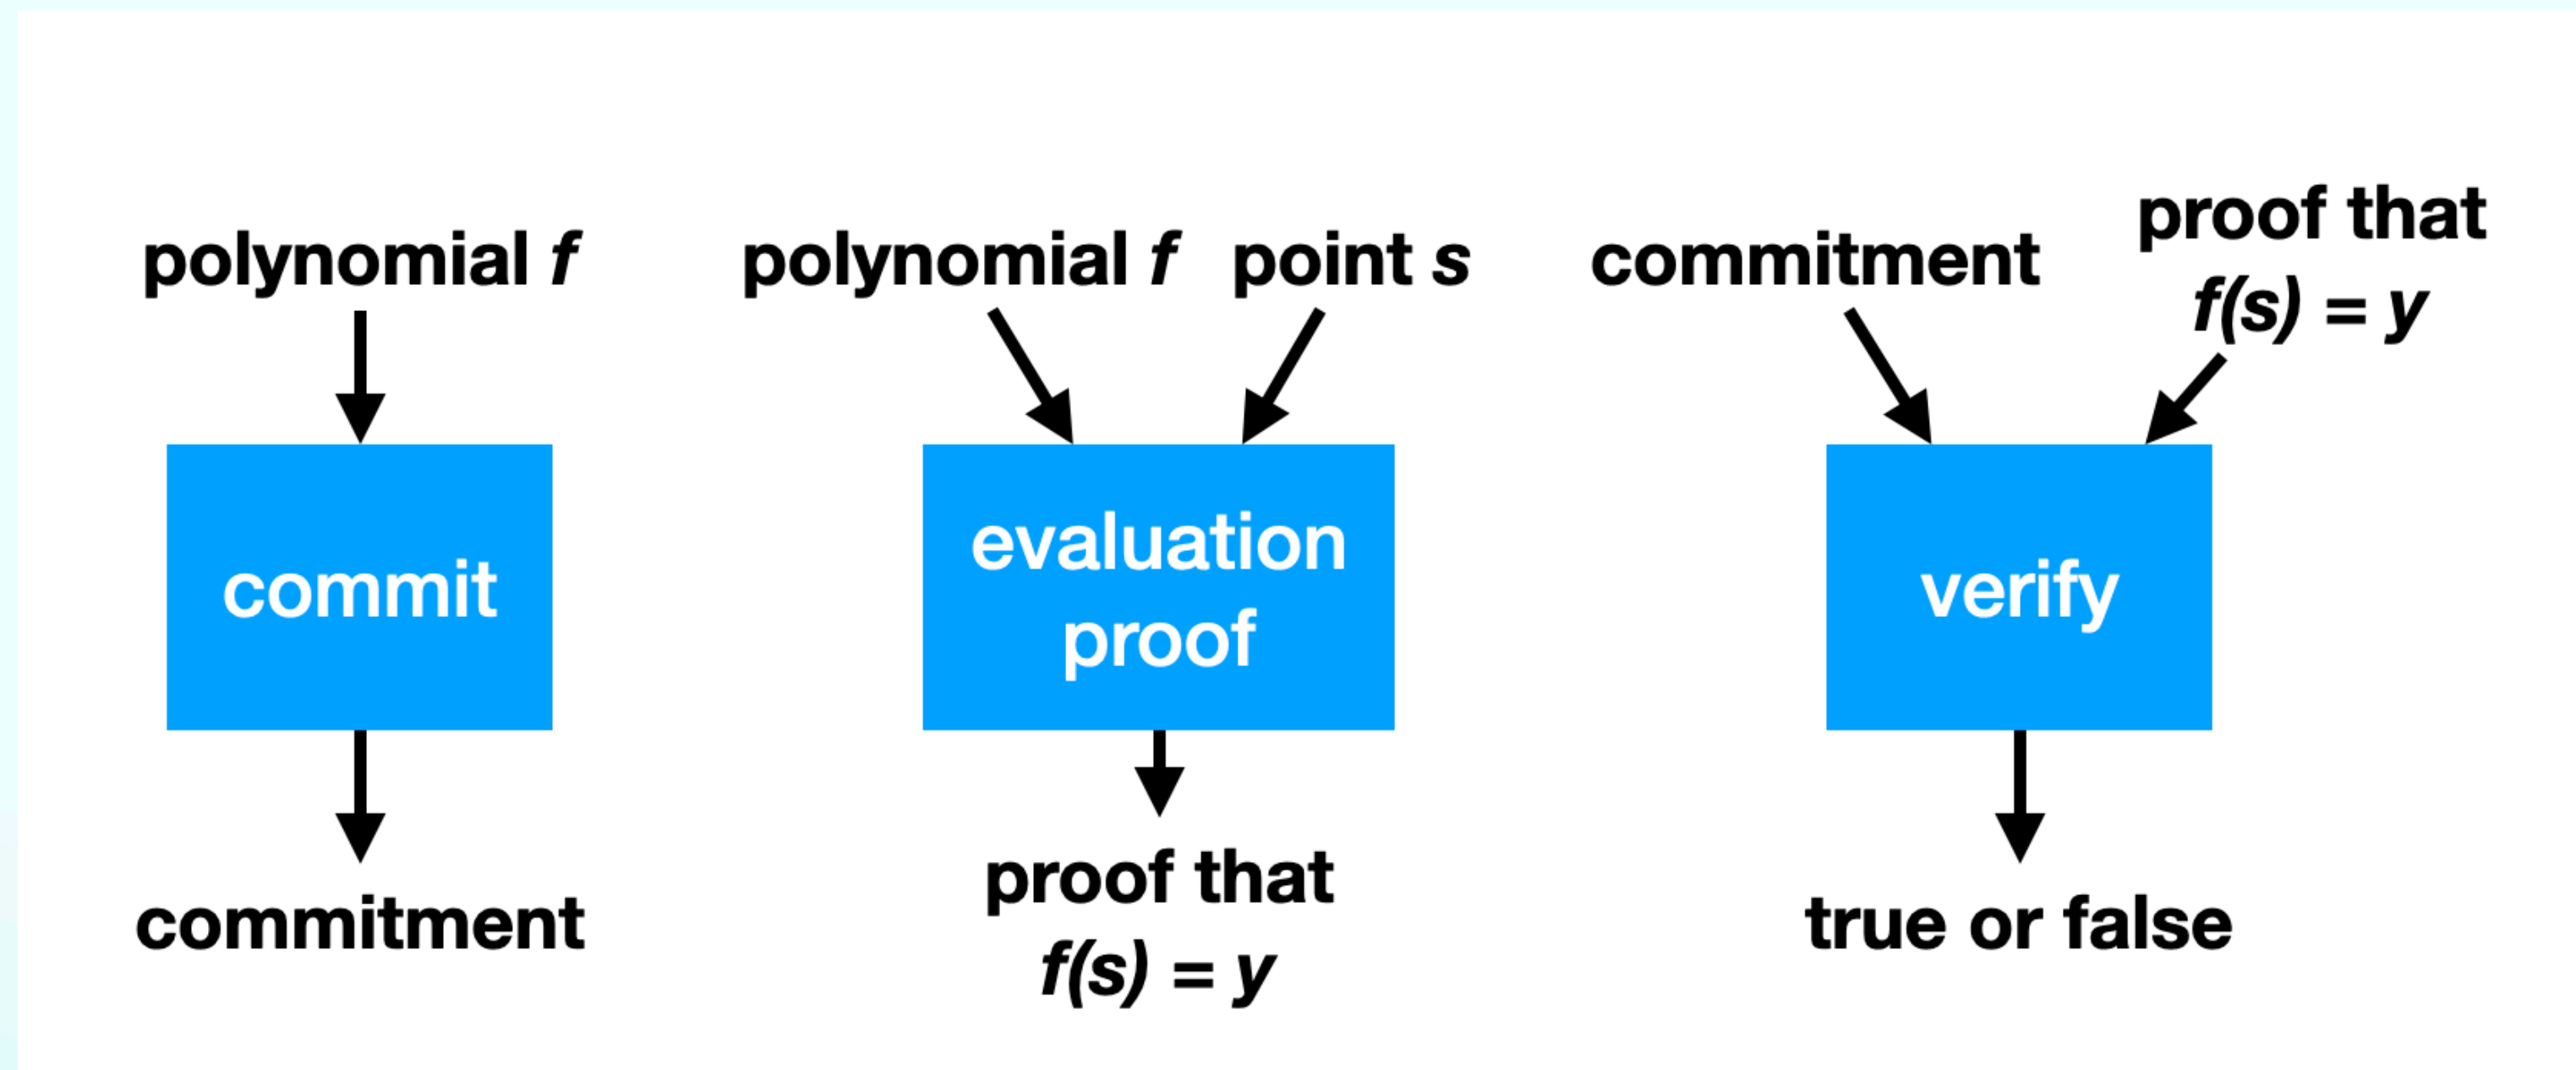 polynomial f
commit
commitment
polynomial f
point s
evaluation
proof
proof that
f(s) = y
commitment
proof that
f(s) = y
verify
true or false